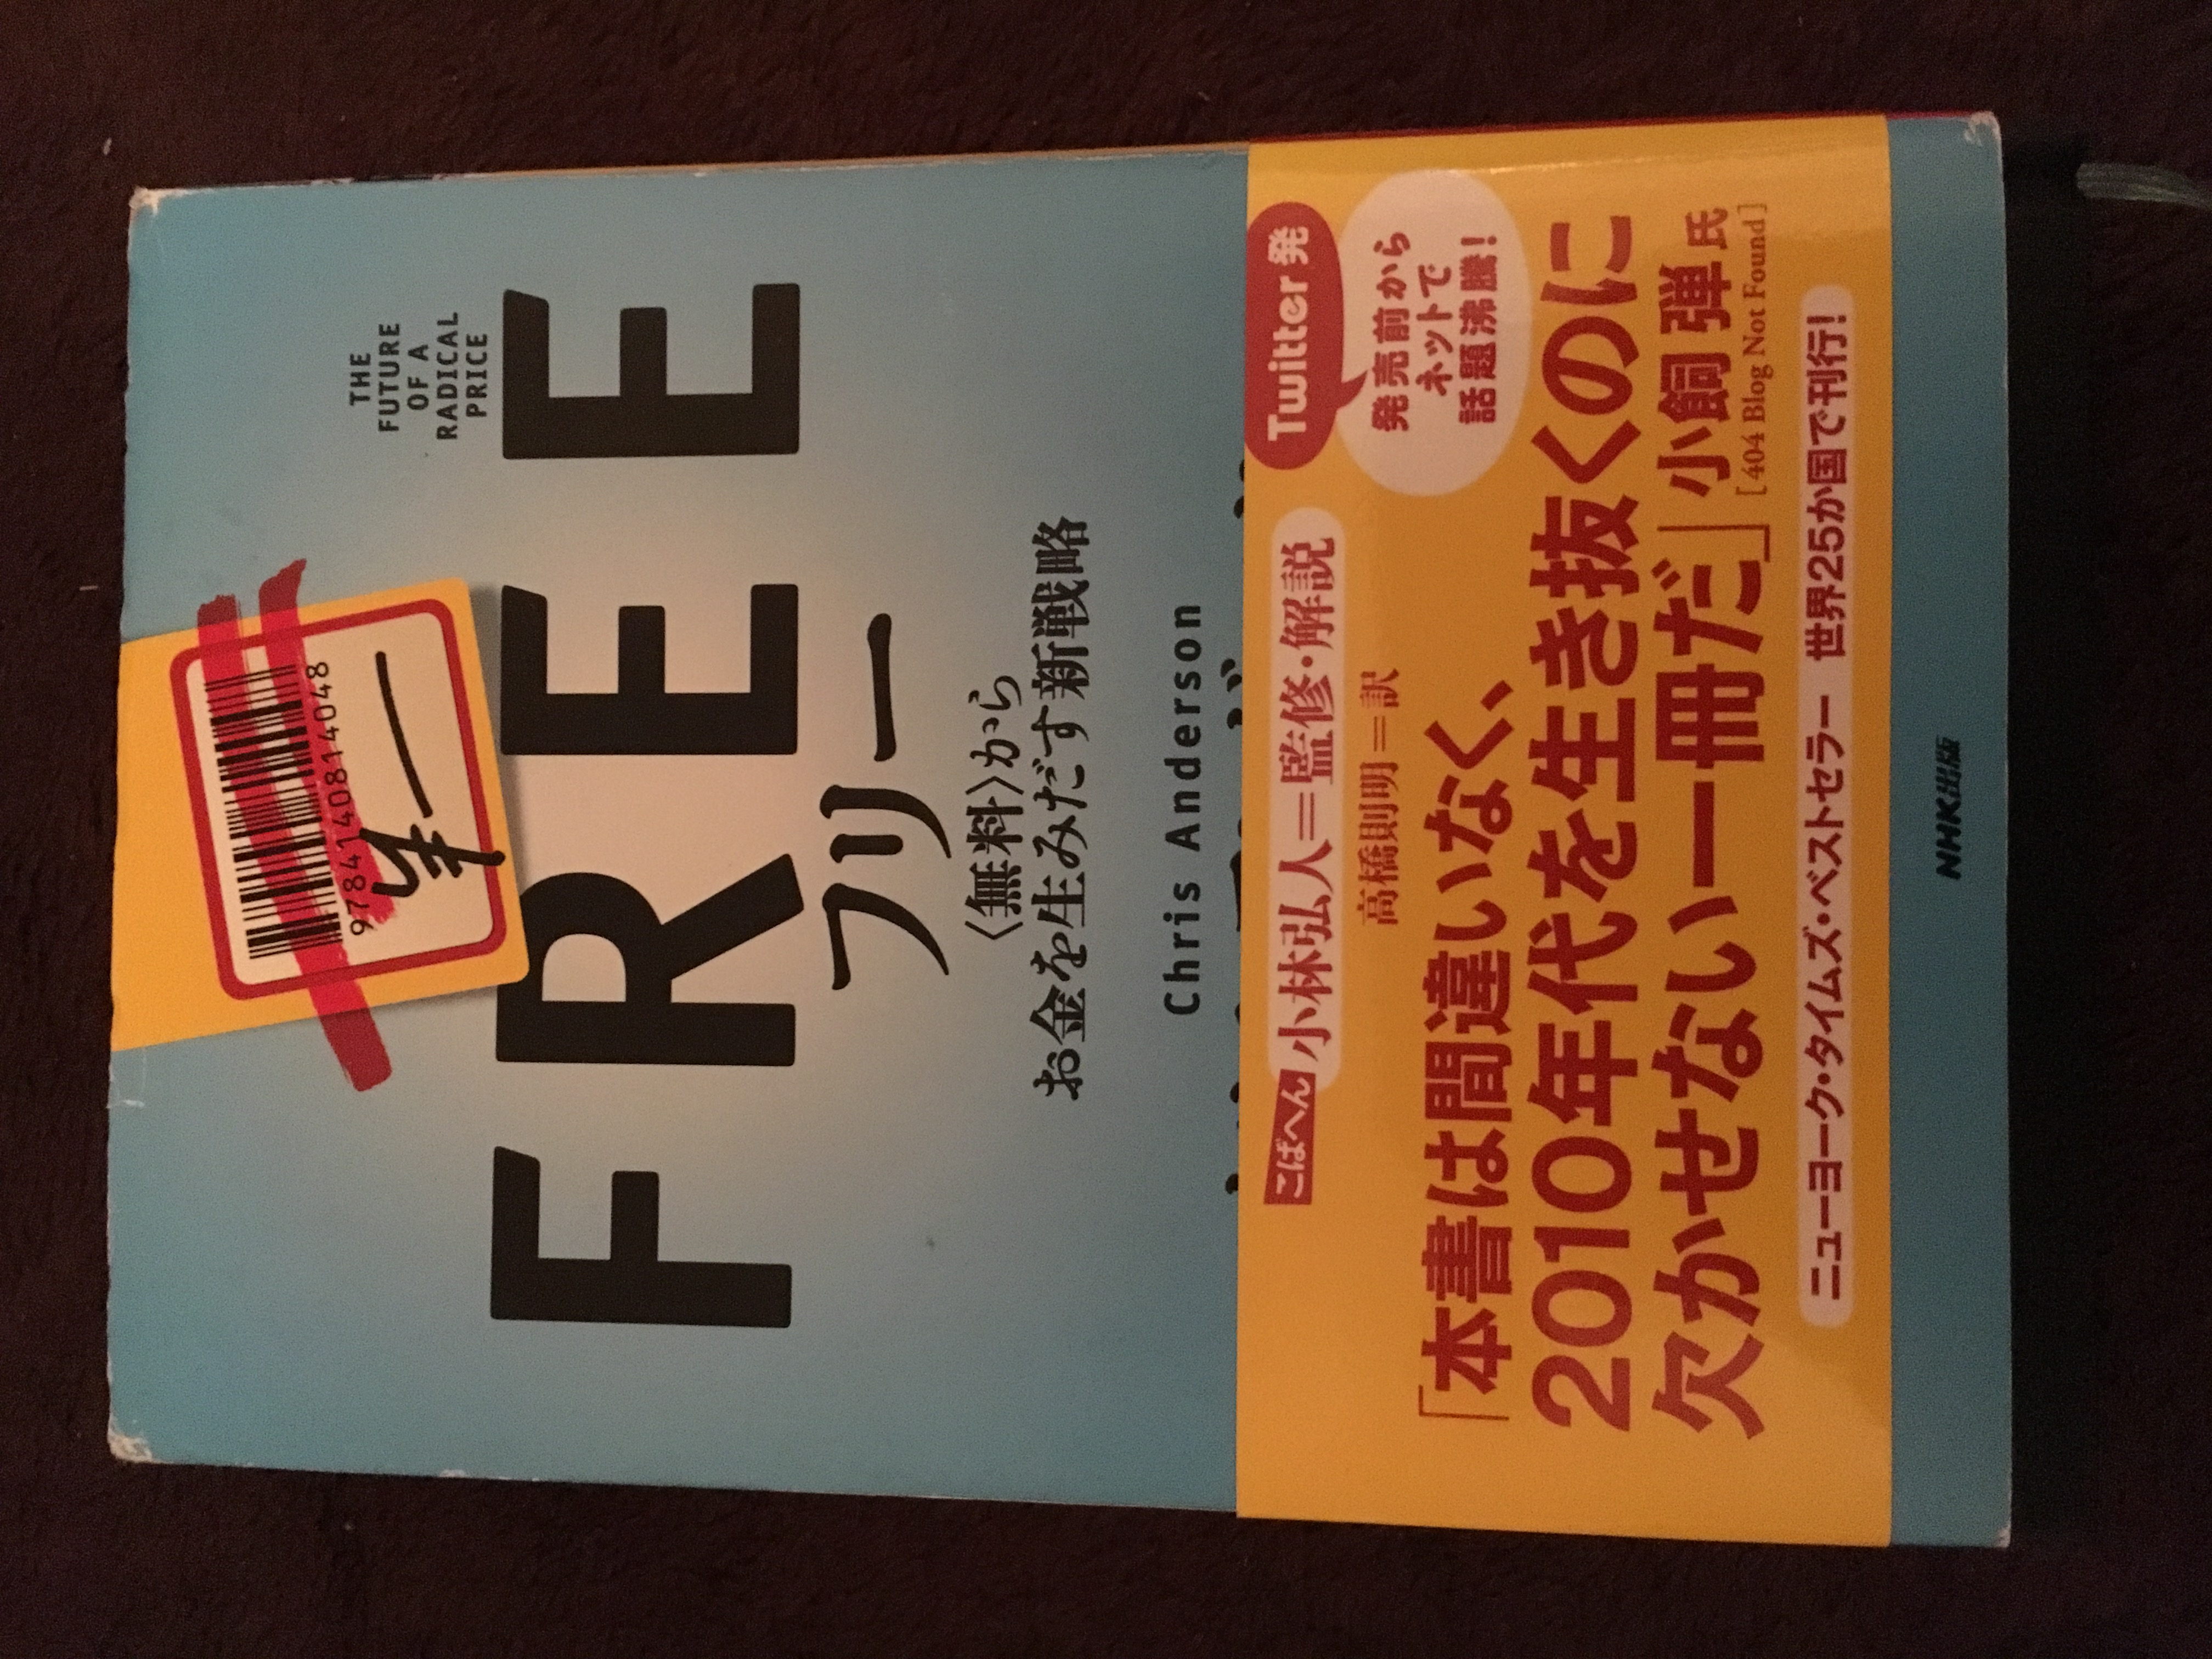 9784140814048
¥ー
THE
FUTURE
OF A
RADICAL
PRICE
FREE
フリー
〈無料〉から
お金を生みだす新戦略
Chris Anderson
こばへん 小林弘人=監修・解説
高橋則明=訳
Twitter発
発売前から
ネットで
話題沸騰!
「本書は間違いなく、
2010年代を生き抜くのに
欠かせない一冊だ」小飼 弾 氏
[404 Blog Not Found]
ニューヨーク・タイムズ・ベストセラー 世界25か国で刊行!
NHK出版